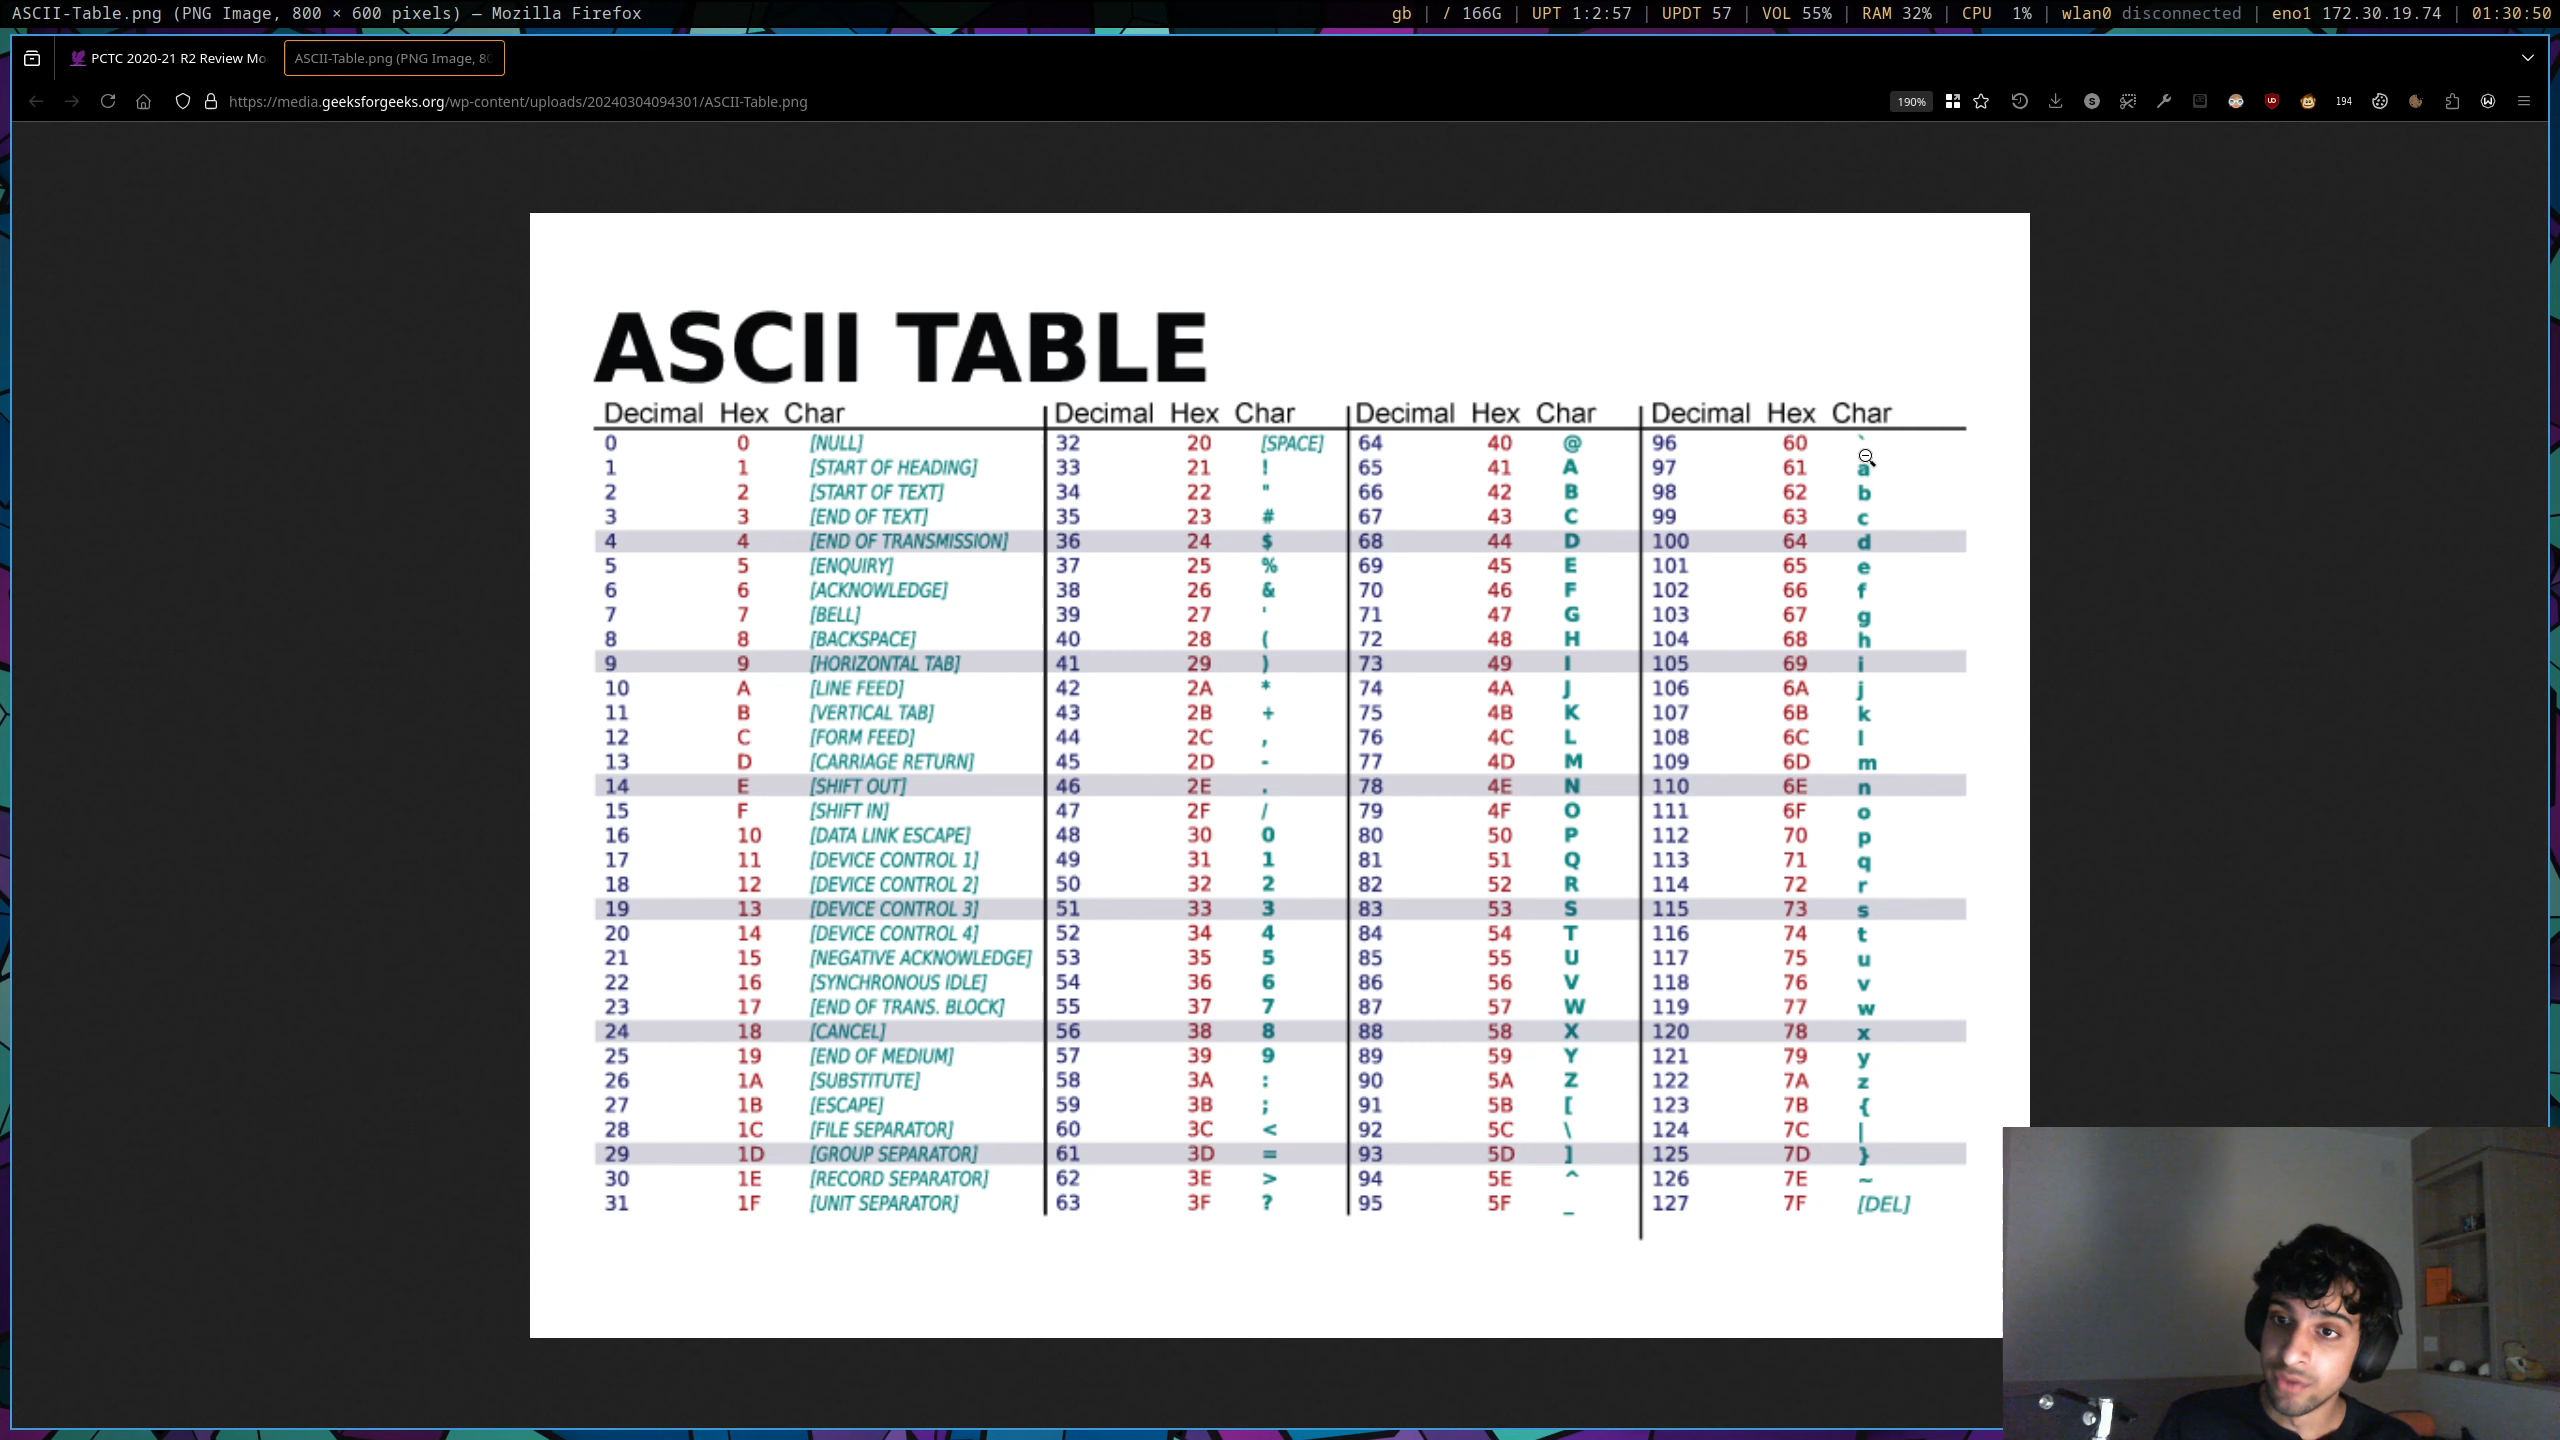 ASCII-Table.png (PNG Image, 800 × 600 pixels) — Mozilla Firefox
gb | / 166G | UPT 1:2:57 | UPDT 57 | VOL 55% | RAM 32% | CPU 1% | wlan0 disconnected | eno1 172.30.19.74 | 01:30:50
PCTC 2020-21 R2 Review Mo
ASCII-Table.png (PNG Image, 80
https://media.geeksforgeeks.org/wp-content/uploads/20240304094301/ASCII-Table.png
190%
194
ASCII TABLE
Decimal Hex Char Decimal Hex Char Decimal Hex Char Decimal Hex Char
0 0 [NULL] 32 20 [SPACE] 64 40 @ 96 60 `
1 1 [START OF HEADING] 33 21 ! 65 41 A 97 61 a
2 2 [START OF TEXT] 34 22 " 66 42 B 98 62 b
3 3 [END OF TEXT] 35 23 # 67 43 C 99 63 c
4 4 [END OF TRANSMISSION] 36 24 $ 68 44 D 100 64 d
5 5 [ENQUIRY] 37 25 % 69 45 E 101 65 e
6 6 [ACKNOWLEDGE] 38 26 & 70 46 F 102 66 f
7 7 [BELL] 39 27 ' 71 47 G 103 67 g
8 8 [BACKSPACE] 40 28 ( 72 48 H 104 68 h
9 9 [HORIZONTAL TAB] 41 29 ) 73 49 I 105 69 i
10 A [LINE FEED] 42 2A * 74 4A J 106 6A j
11 B [VERTICAL TAB] 43 2B + 75 4B K 107 6B k
12 C [FORM FEED] 44 2C , 76 4C L 108 6C l
13 D [CARRIAGE RETURN] 45 2D - 77 4D M 109 6D m
14 E [SHIFT OUT] 46 2E . 78 4E N 110 6E n
15 F [SHIFT IN] 47 2F / 79 4F O 111 6F o
16 10 [DATA LINK ESCAPE] 48 30 0 80 50 P 112 70 p
17 11 [DEVICE CONTROL 1] 49 31 1 81 51 Q 113 71 q
18 12 [DEVICE CONTROL 2] 50 32 2 82 52 R 114 72 r
19 13 [DEVICE CONTROL 3] 51 33 3 83 53 S 115 73 s
20 14 [DEVICE CONTROL 4] 52 34 4 84 54 T 116 74 t
21 15 [NEGATIVE ACKNOWLEDGE] 53 35 5 85 55 U 117 75 u
22 16 [SYNCHRONOUS IDLE] 54 36 6 86 56 V 118 76 v
23 17 [END OF TRANS. BLOCK] 55 37 7 87 57 W 119 77 w
24 18 [CANCEL] 56 38 8 88 58 X 120 78 x
25 19 [END OF MEDIUM] 57 39 9 89 59 Y 121 79 y
26 1A [SUBSTITUTE] 58 3A : 90 5A Z 122 7A z
27 1B [ESCAPE] 59 3B ; 91 5B [ 123 7B {
28 1C [FILE SEPARATOR] 60 3C < 92 5C \ 124 7C |
29 1D [GROUP SEPARATOR] 61 3D = 93 5D ] 125 7D }
30 1E [RECORD SEPARATOR] 62 3E > 94 5E ^ 126 7E ~
31 1F [UNIT SEPARATOR] 63 3F ? 95 5F _ 127 7F [DEL]